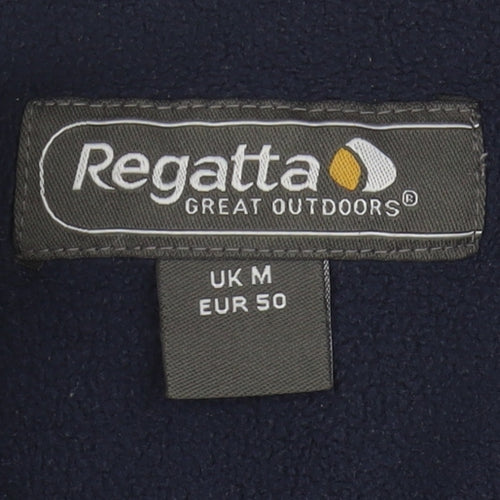 Regatta
GREAT OUTDOORS®
UK M
EUR 50